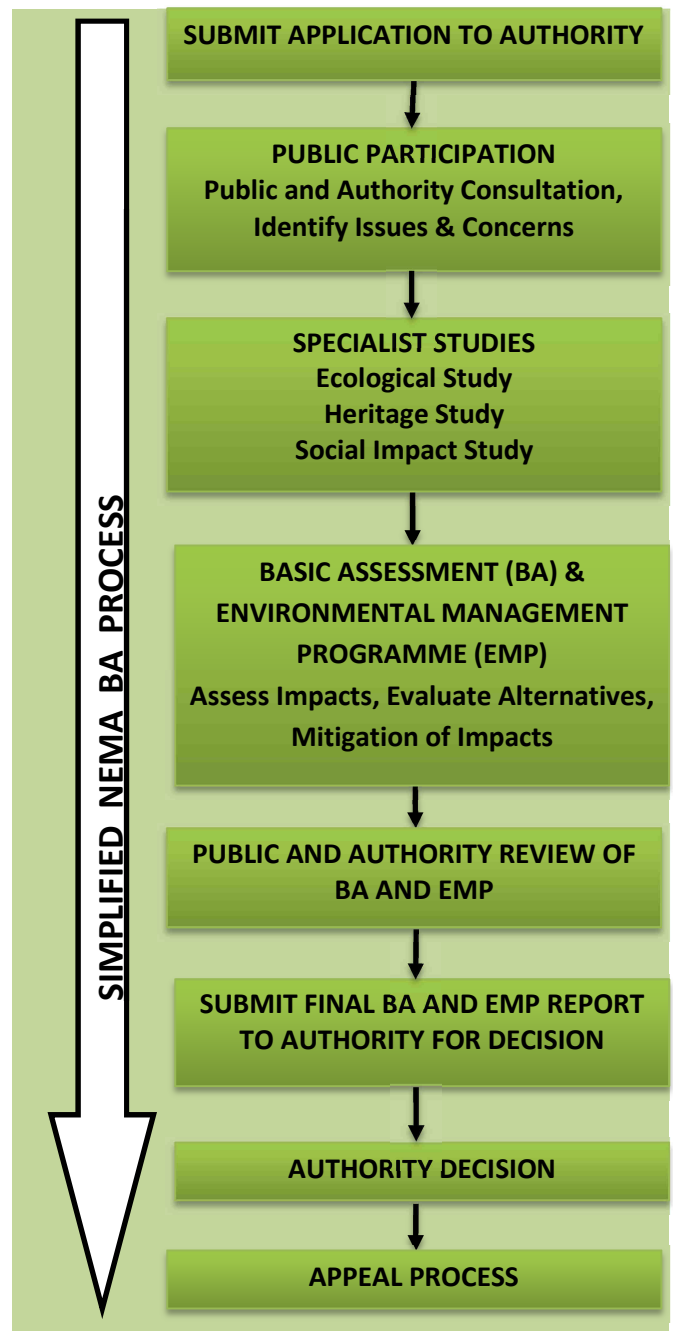 SIMPLIFIED NEMA BA PROCESS
SUBMIT APPLICATION TO AUTHORITY
PUBLIC PARTICIPATION
Public and Authority Consultation,
Identify Issues & Concerns
SPECIALIST STUDIES
Ecological Study
Heritage Study
Social Impact Study
BASIC ASSESSMENT (BA) &
ENVIRONMENTAL MANAGEMENT
PROGRAMME (EMP)
Assess Impacts, Evaluate Alternatives,
Mitigation of Impacts
PUBLIC AND AUTHORITY REVIEW OF
BA AND EMP
SUBMIT FINAL BA AND EMP REPORT
TO AUTHORITY FOR DECISION
AUTHORITY DECISION
APPEAL PROCESS